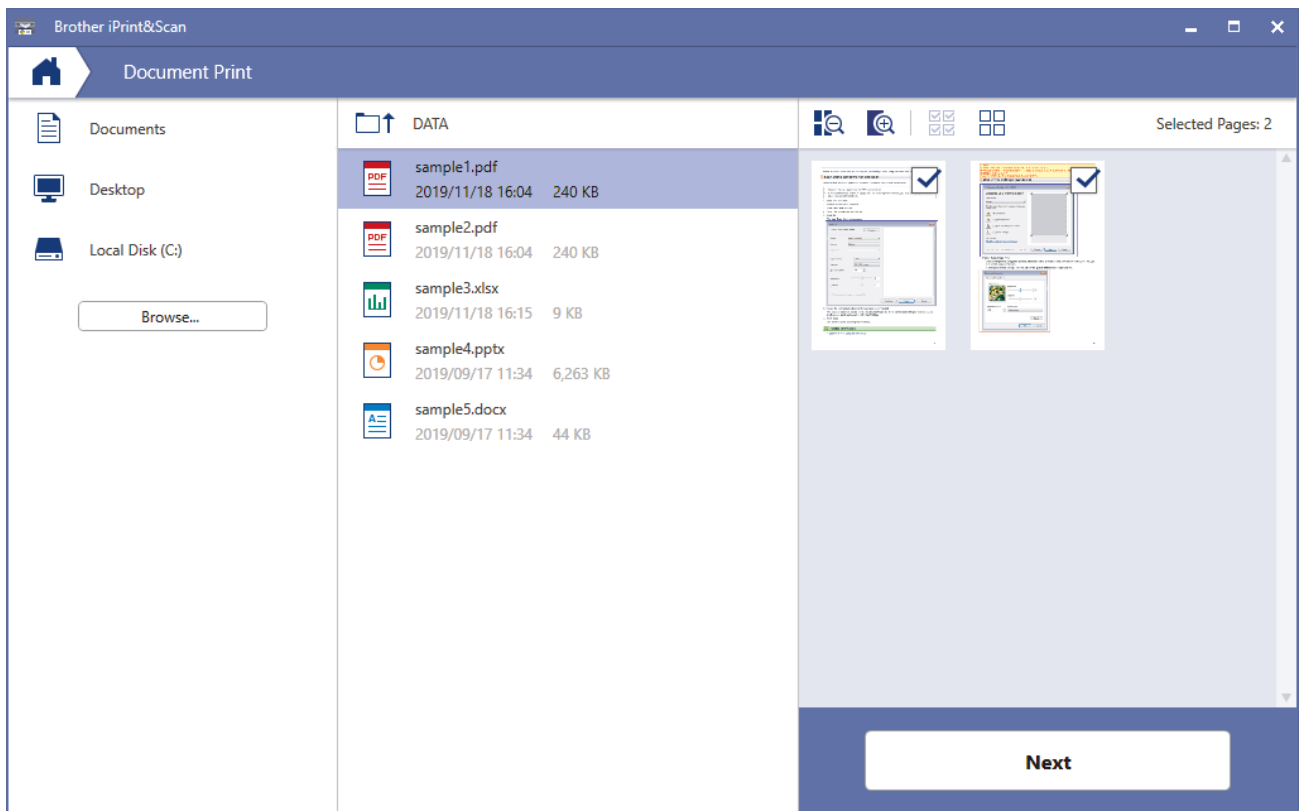 Brother iPrint&Scan
Document Print
Documents
Desktop
Local Disk (C:)
Browse...
DATA
sample1.pdf
2019/11/18 16:04 240 KB
sample2.pdf
2019/11/18 16:04 240 KB
sample3.xlsx
2019/11/18 16:15 9 KB
sample4.pptx
2019/09/17 11:34 6,263 KB
sample5.docx
2019/09/17 11:34 44 KB
PDF
PDF
A
Selected Pages: 2
Next